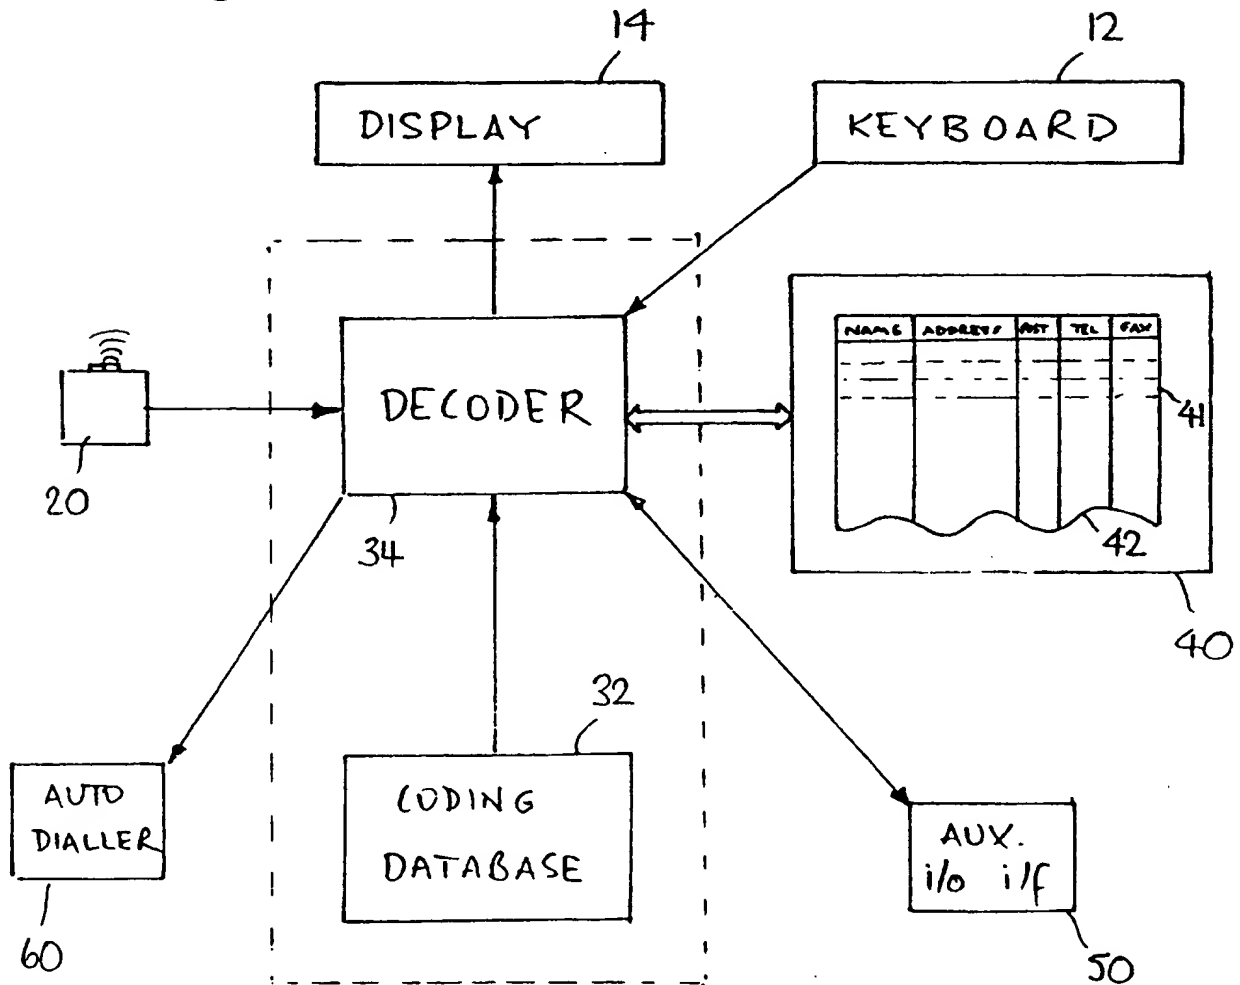 14
12
DISPLAY
KEYBOARD
NAME ADDRESS TEL FAX
DECODER
41
20
42
34
40
32
AUTO
DIALLER
CODING
DATABASE
AUX.
i/o i/f
60
50